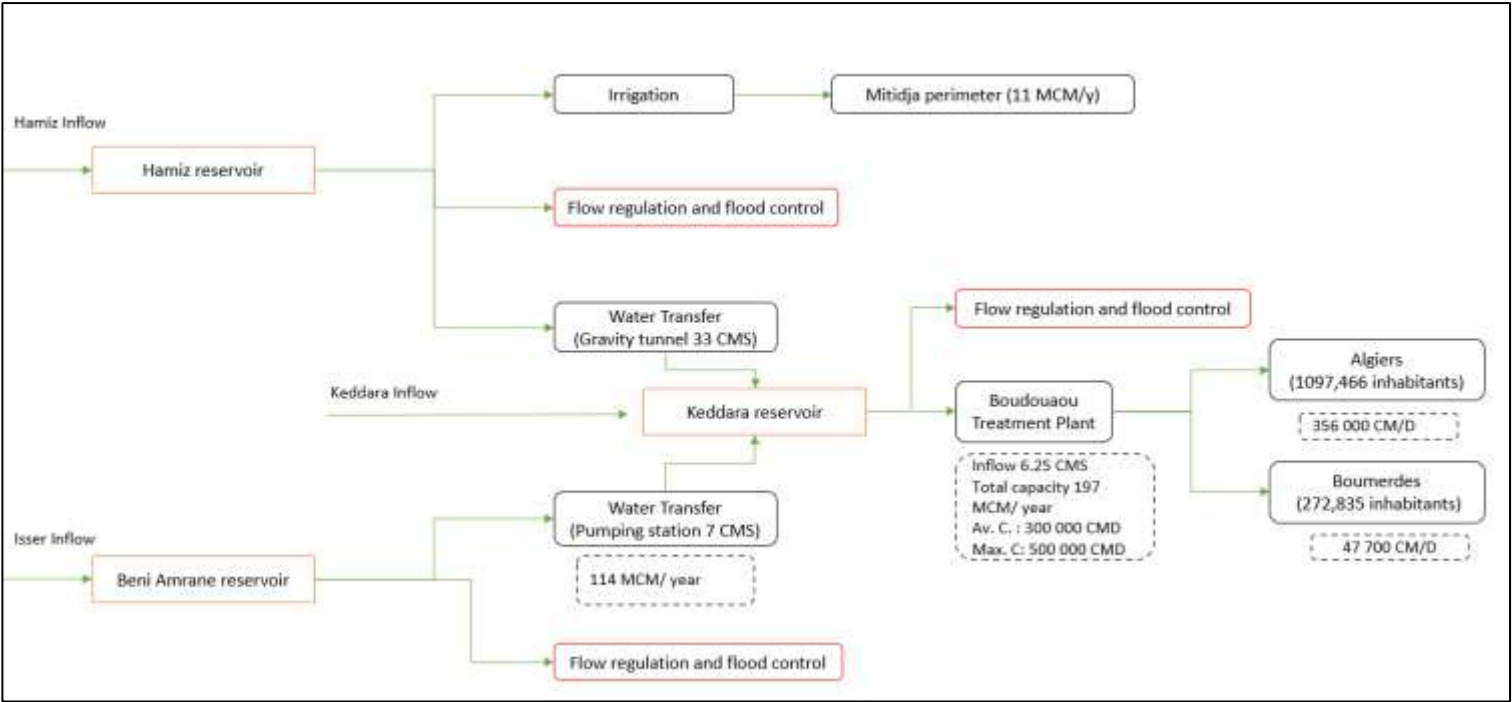 Hamiz Inflow
Hamiz reservoir
Irrigation
Mitidja perimeter (11 MCM/y)
Flow regulation and flood control
Water Transfer
(Gravity tunnel 33 CMS)
Keddara Inflow
Keddara reservoir
Flow regulation and flood control
Boudouaou
Treatment Plant
Inflow 6.25 CMS
Total capacity 197
MCM/ year
Av. C. : 300 000 CMD
Max. C: 500 000 CMD
Algiers
(1097,466 inhabitants)
356 000 CM/D
Boumerdes
(272,835 inhabitants)
47 700 CM/D
Isser Inflow
Beni Amrane reservoir
Water Transfer
(Pumping station 7 CMS)
114 MCM/ year
Flow regulation and flood control